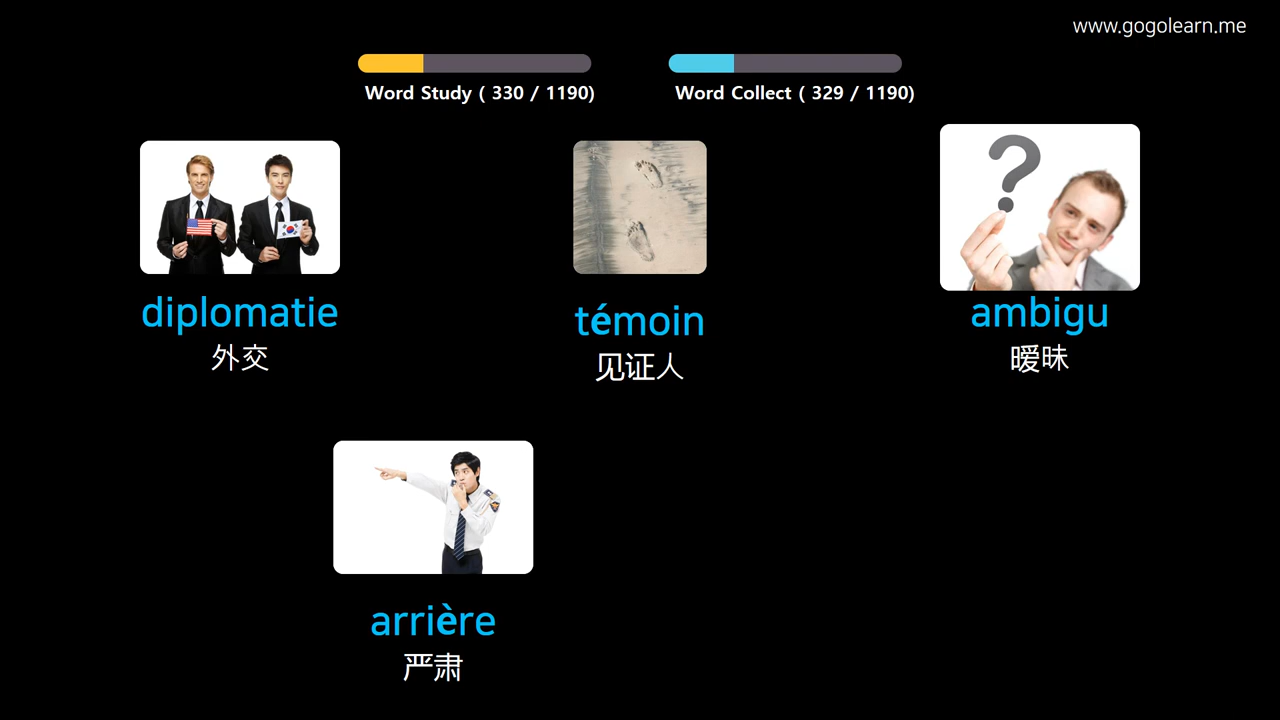 www.gogolearn.me
Word Study ( 330 / 1190)
Word Collect ( 329 / 1190)
diplomatie
外交
témoin
见证人
ambigu
暧昧
arrière
严肃